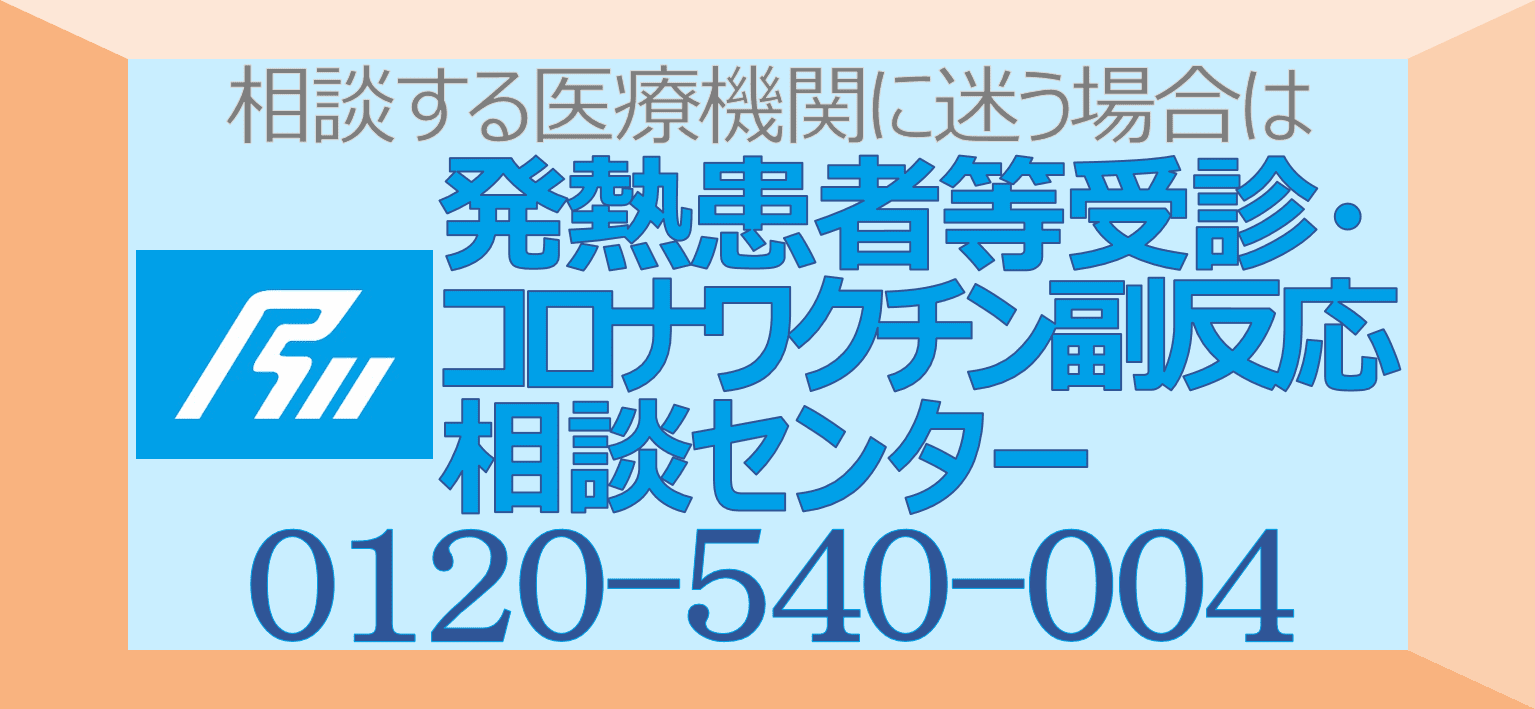 相談する医療機関に迷う場合は
発熱患者等受診・
コロナワクチン副反応
相談センター
0120-540-004